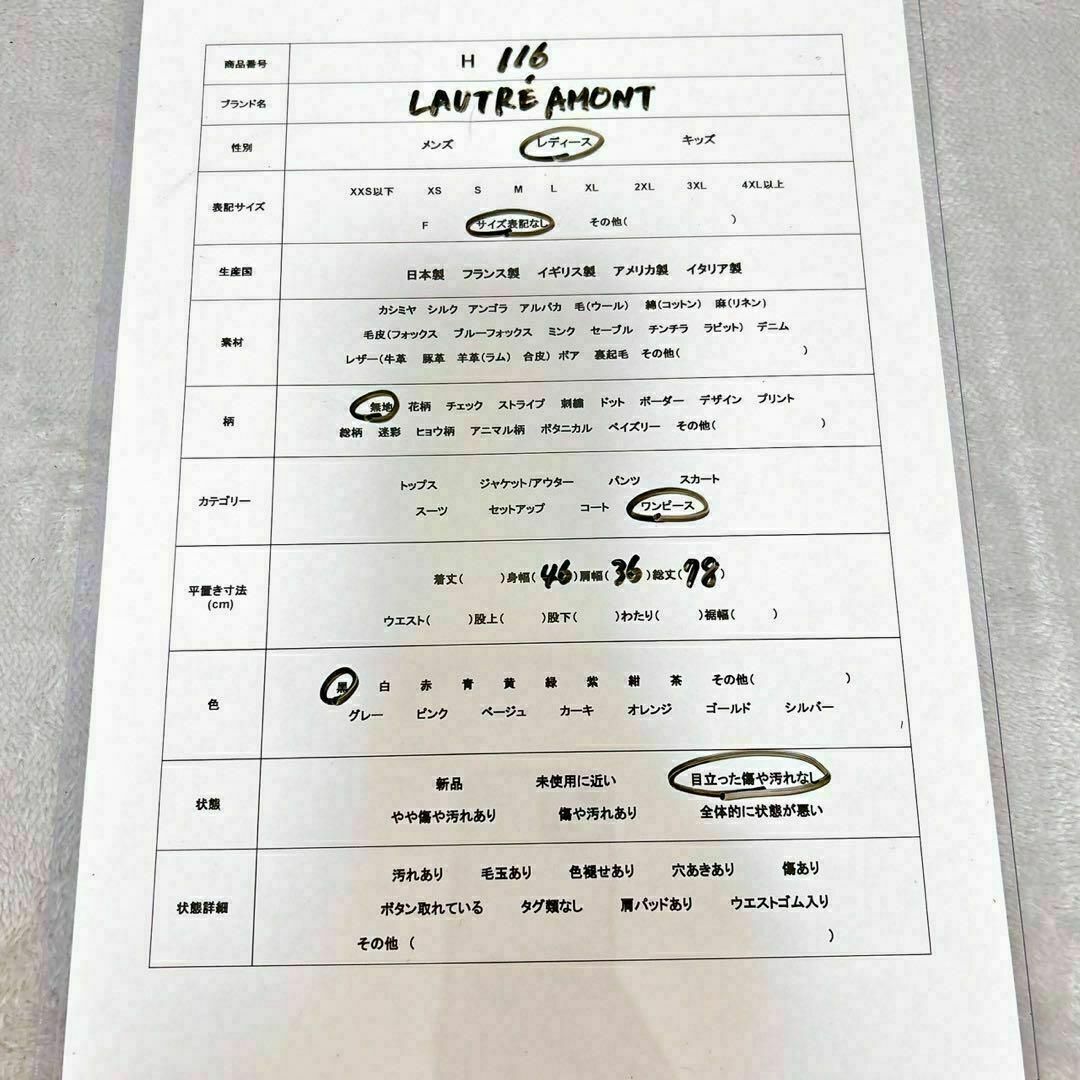 商品番号 H 116
ブランド名 LAUTRÉAMONT
性別 メンズ レディース キッズ
XXS以下 XS S M L XL 2XL 3XL 4XL以上
表記サイズ
F サイズ表記なし その他( )
生産国 日本製 フランス製 イギリス製 アメリカ製 イタリア製
カシミヤ シルク アンゴラ アルパカ 毛(ウール) 綿(コットン) 麻(リネン)
素材 毛皮(フォックス ブルーフォックス ミンク セーブル チンチラ ラビット) デニム
レザー(牛革 豚革 羊革(ラム) 合皮) ボア 裏起毛 その他( )
無地 花柄 チェック ストライプ 刺繍 ドット ボーダー デザイン プリント
柄
総柄 迷彩 ヒョウ柄 アニマル柄 ボタニカル ペイズリー その他( )
トップス ジャケット/アウター パンツ スカート
カテゴリー
スーツ セットアップ コート ワンピース
着丈( )身幅(46)肩幅(36)総丈(78)
平置き寸法
(cm)
ウエスト( )股上( )股下( )わたり( )裾幅( )
黒 白 赤 青 黄 緑 紫 紺 茶 その他( )
色
グレー ピンク ベージュ カーキ オレンジ ゴールド シルバー
新品 未使用に近い 目立った傷や汚れなし
状態
やや傷や汚れあり 傷や汚れあり 全体的に状態が悪い
汚れあり 毛玉あり 色褪せあり 穴あきあり 傷あり
状態詳細 ボタン取れている タグ類なし 肩パッドあり ウエストゴム入り
その他 ( )